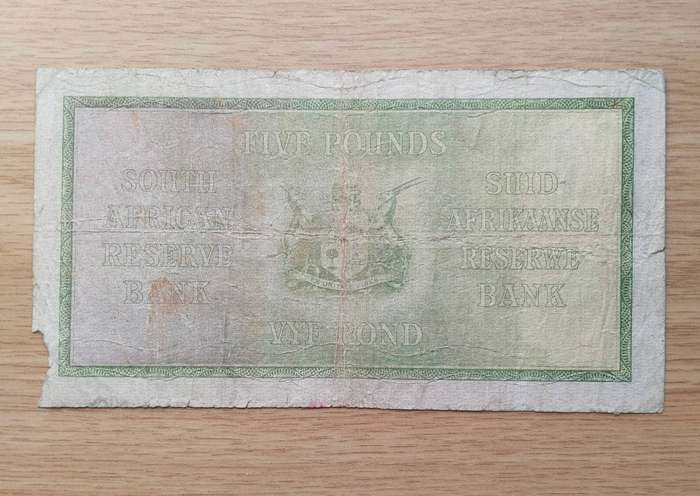 FIVE POUNDS
SOUTH
AFRICAN
RESERVE
BANK
SUID-
AFRIKAANSE
RESERWE
BANK
VYF POND